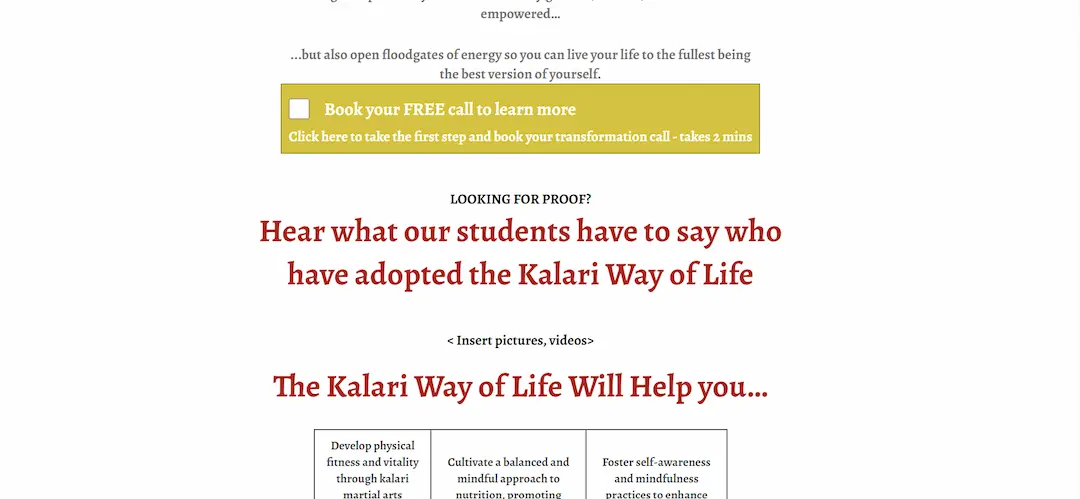 empowered...
...but also open floodgates of energy so you can live your life to the fullest being
the best version of yourself.
Book your FREE call to learn more
Click here to take the first step and book your transformation call - takes 2 mins
LOOKING FOR PROOF?
Hear what our students have to say who
have adopted the Kalari Way of Life
< Insert pictures, videos>
The Kalari Way of Life Will Help you...
Develop physical
fitness and vitality
through kalari
martial arts
Cultivate a balanced and
mindful approach to
nutrition, promoting
Foster self-awareness
and mindfulness
practices to enhance